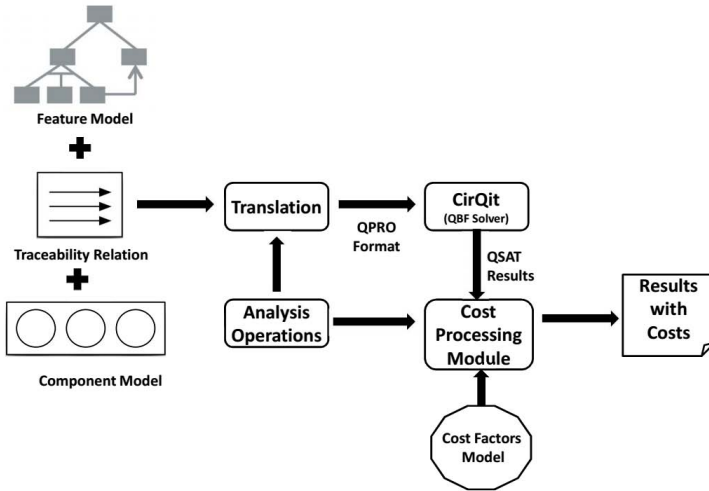 Feature Model
Traceability Relation
Component Model
Translation
QPRO
Format
CirQit
(QBF Solver)
QSAT
Results
Analysis
Operations
Cost
Processing
Module
Cost Factors
Model
Results
with
Costs